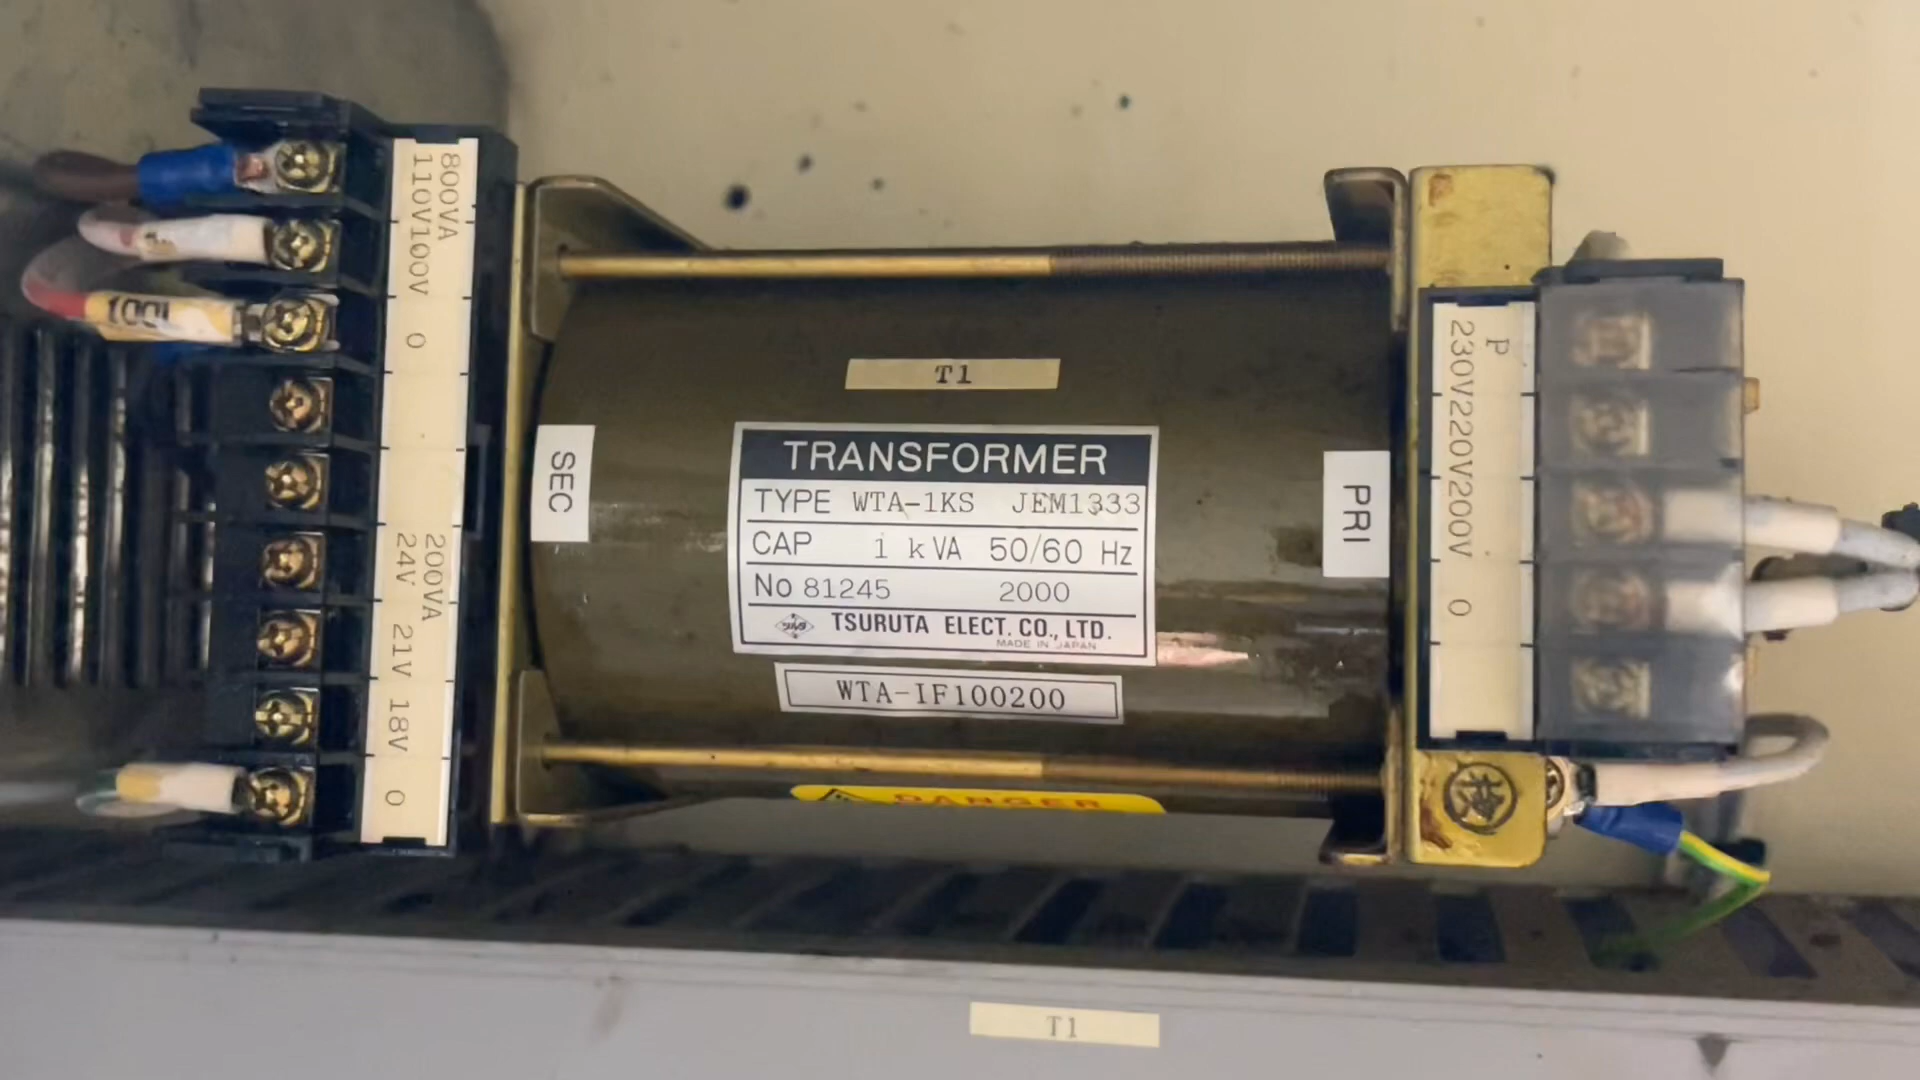 800VA
110V100V 0
200VA
24V 21V 18V 0
1001
SEC
T1
TRANSFORMER
TYPE WTA-1KS JEM1333
CAP 1 kVA 50/60 Hz
No 81245 2000
TSURUTA ELECT. CO., LTD.
MADE IN JAPAN
WTA-IF100200
DANGER
PRI
P
230V220V200V 0
検
T1